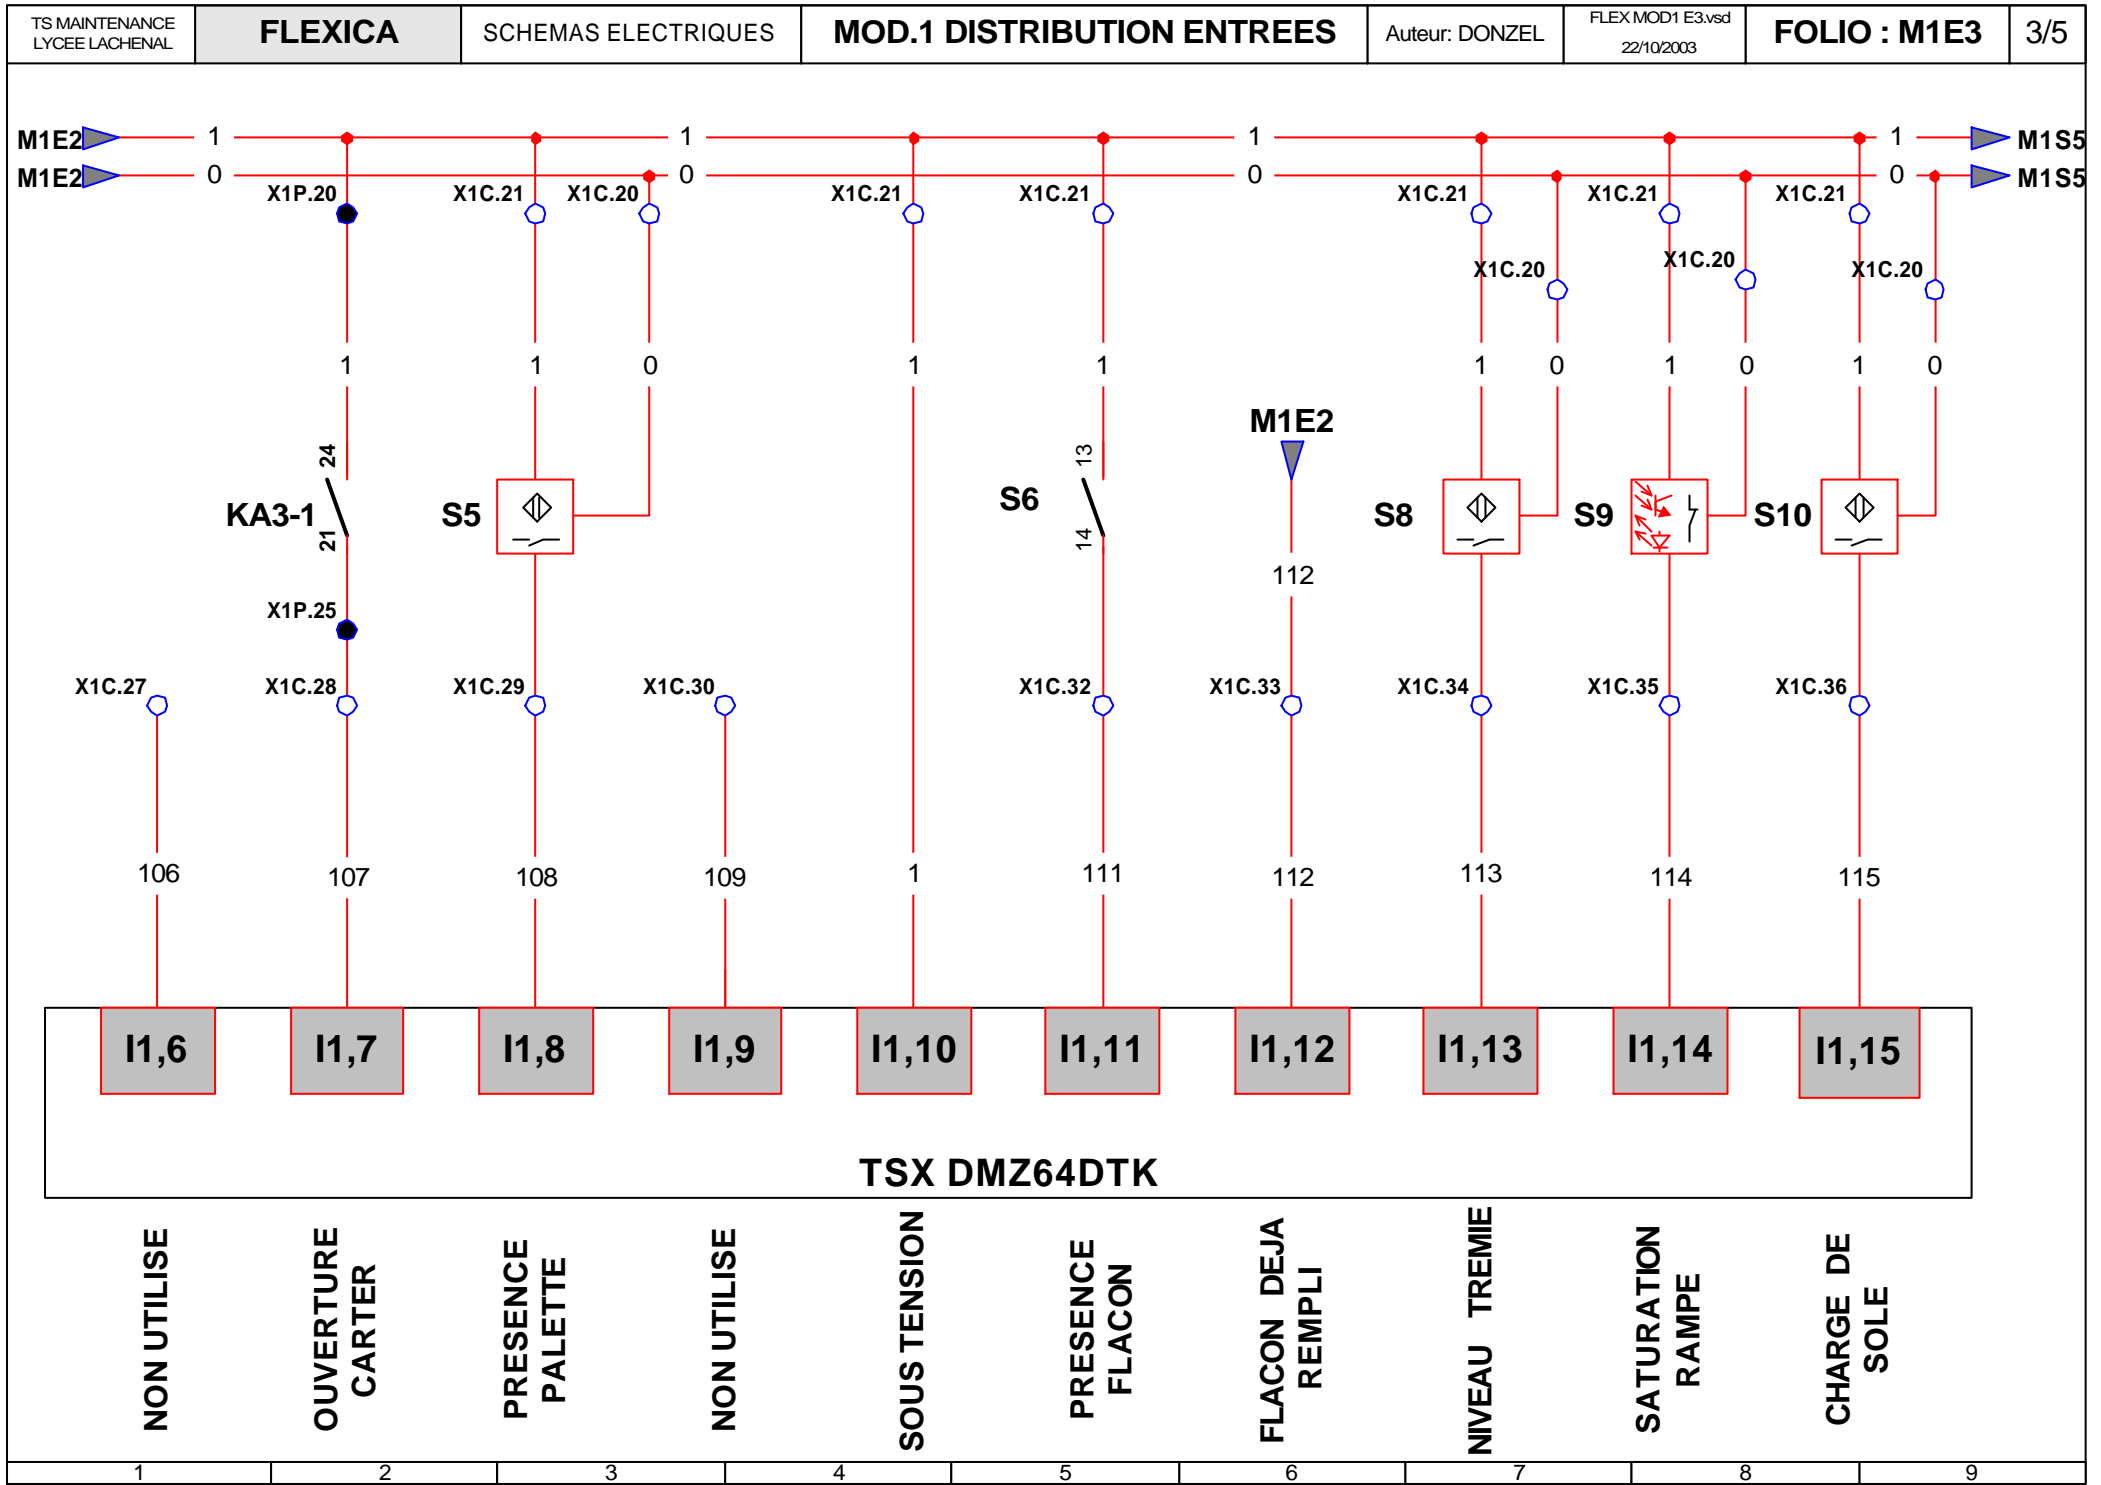 TS MAINTENANCE
LYCEE LACHENAL
FLEXICA
SCHEMAS ELECTRIQUES
MOD.1 DISTRIBUTION ENTREES
Auteur: DONZEL
FLEX MOD1 E3.vsd
22/10/2003
FOLIO : M1E3
3/5
M1E2 1 1 1 1 M1S5
M1E2 0 0 0 0 M1S5
X1P.20 X1C.21 X1C.20 X1C.21 X1C.21 X1C.21 X1C.21 X1C.21
X1C.20 X1C.20 X1C.20
1 1 0 1 1 1 0 1 0 1 0
M1E2
24 13
KA3-1 S5 S6 S8 S9 S10
21 14
112
X1P.25
X1C.27 X1C.28 X1C.29 X1C.30 X1C.32 X1C.33 X1C.34 X1C.35 X1C.36
106 107 108 109 1 111 112 113 114 115
I1,6 I1,7 I1,8 I1,9 I1,10 I1,11 I1,12 I1,13 I1,14 I1,15
TSX DMZ64DTK
NON UTILISE
OUVERTURE
CARTER
PRESENCE
PALETTE
NON UTILISE
SOUS TENSION
PRESENCE
FLACON
FLACON DEJA
REMPLI
NIVEAU TREMIE
SATURATION
RAMPE
CHARGE DE
SOLE
1 2 3 4 5 6 7 8 9